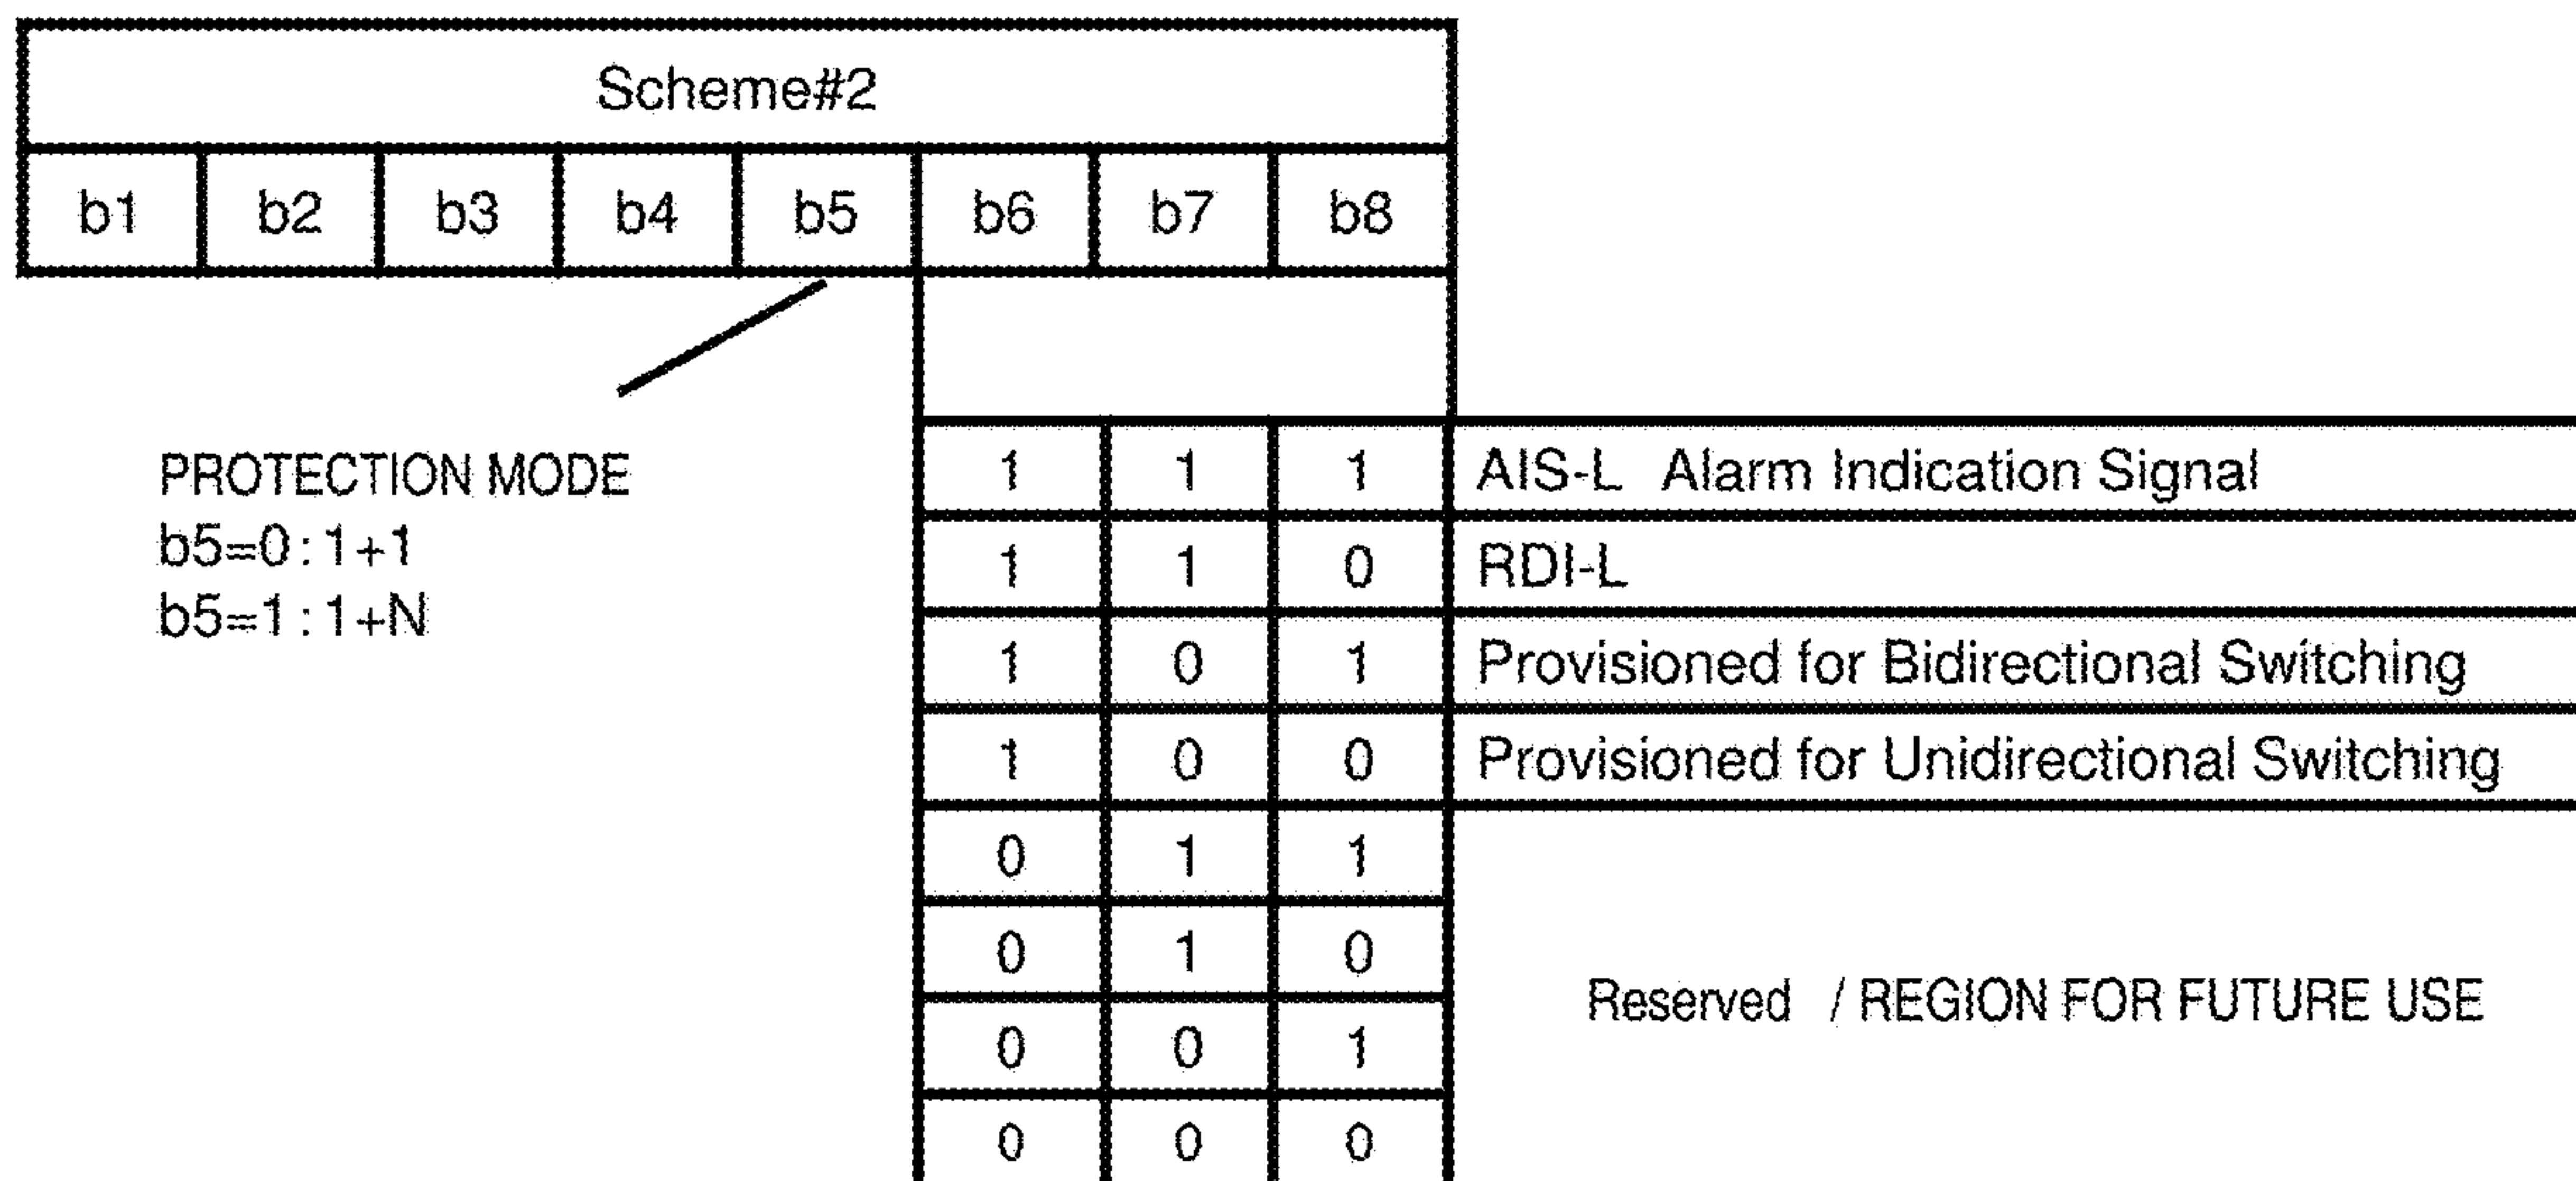 Scheme#2
b1 b2 b3 b4 b5 b6 b7 b8
PROTECTION MODE
b5=0:1+1
b5=1:1+N
1 1 1 AIS-L Alarm Indication Signal
1 1 0 RDI-L
1 0 1 Provisioned for Bidirectional Switching
1 0 0 Provisioned for Unidirectional Switching
0 1 1
0 1 0
Reserved / REGION FOR FUTURE USE
0 0 1
0 0 0